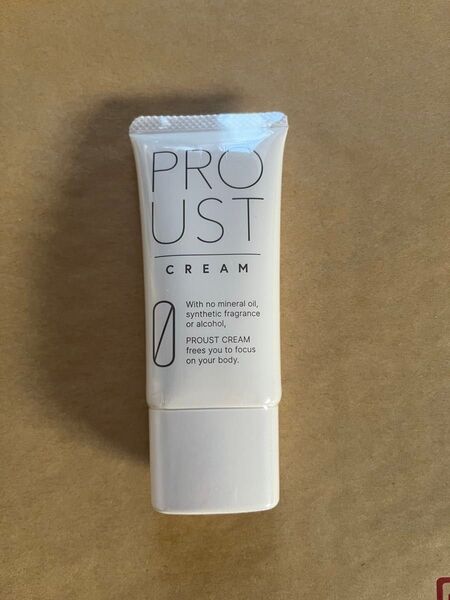 PRO
UST
CREAM
0
With no mineral oil,
synthetic fragrance
or alcohol,
PROUST CREAM
frees you to focus
on your body.